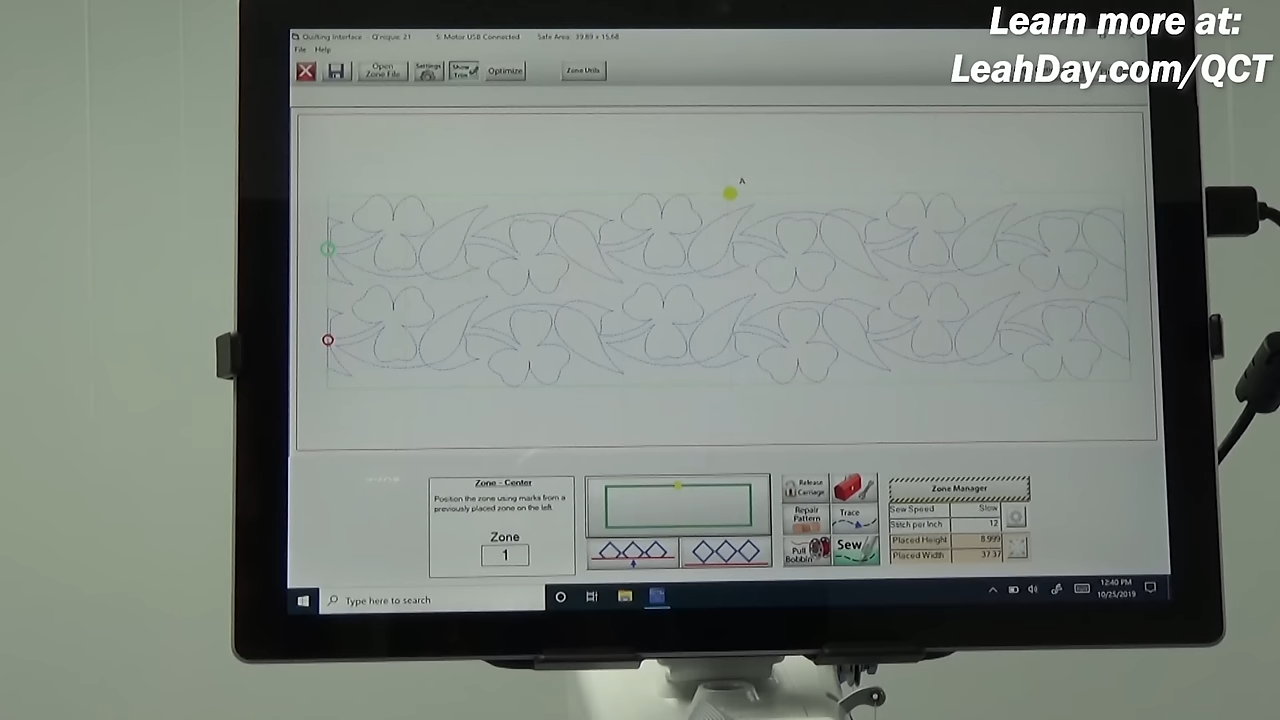 Learn more at:
LeahDay.com/QCT
Quilting Interface - Q'nique: 21 S: Motor USB Connected Safe Area: 39.89 x 15.68
File Help
Open
Zone File
Settings
Show
Trim
Optimize
Zone Utils
A
Zone - Center
Position the zone using marks from a
previously placed zone on the left.
Zone
1
Release
Carriage
Repair
Pattern
Trace
Pull
Bobbin
Sew
Zone Manager
Sew Speed Slow
Stitch per Inch 12
Placed Height 8.999
Placed Width 37.37
Type here to search
12:40 PM
10/25/2019